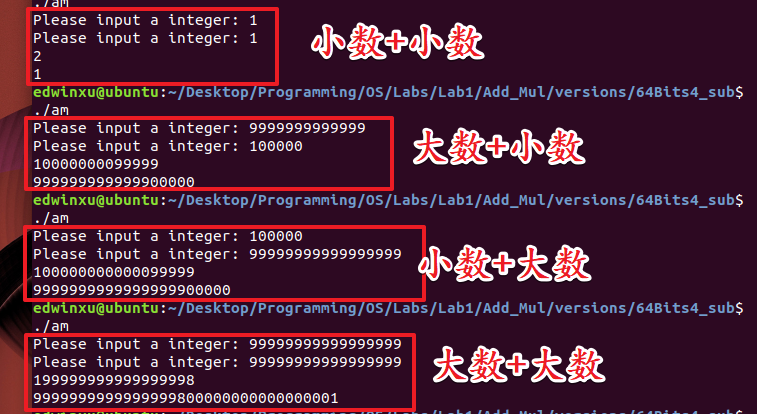 ./am
Please input a integer: 1
Please input a integer: 1
2
1
小数+小数
edwinxu@ubuntu:~/Desktop/Programming/OS/Labs/Lab1/Add_Mul/versions/64Bits4_sub$
./am
Please input a integer: 9999999999999
Please input a integer: 100000
10000000099999
999999999999900000
大数+小数
edwinxu@ubuntu:~/Desktop/Programming/OS/Labs/Lab1/Add_Mul/versions/64Bits4_sub$
./am
Please input a integer: 100000
Please input a integer: 99999999999999999
100000000000099999
9999999999999999900000
小数+大数
edwinxu@ubuntu:~/Desktop/Programming/OS/Labs/Lab1/Add_Mul/versions/64Bits4_sub$
./am
Please input a integer: 99999999999999999
Please input a integer: 99999999999999999
199999999999999998
9999999999999999800000000000000001
大数+大数